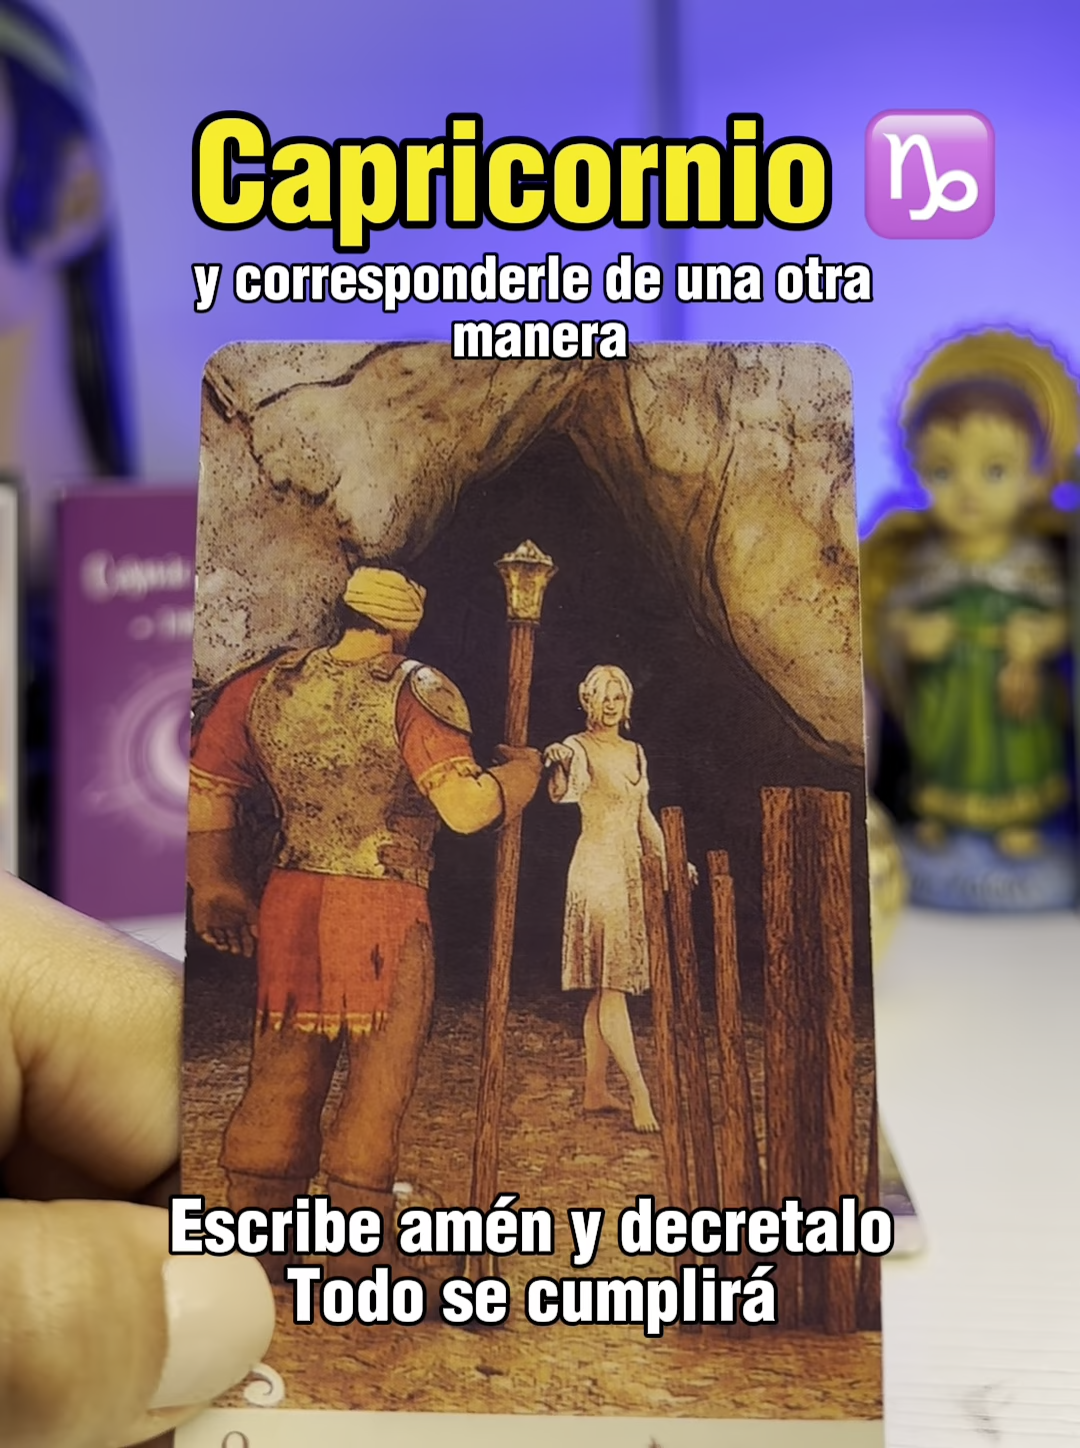 Capricornio ♑
y corresponderle de una otra
manera
Escribe amén y decretalo
Todo se cumplirá